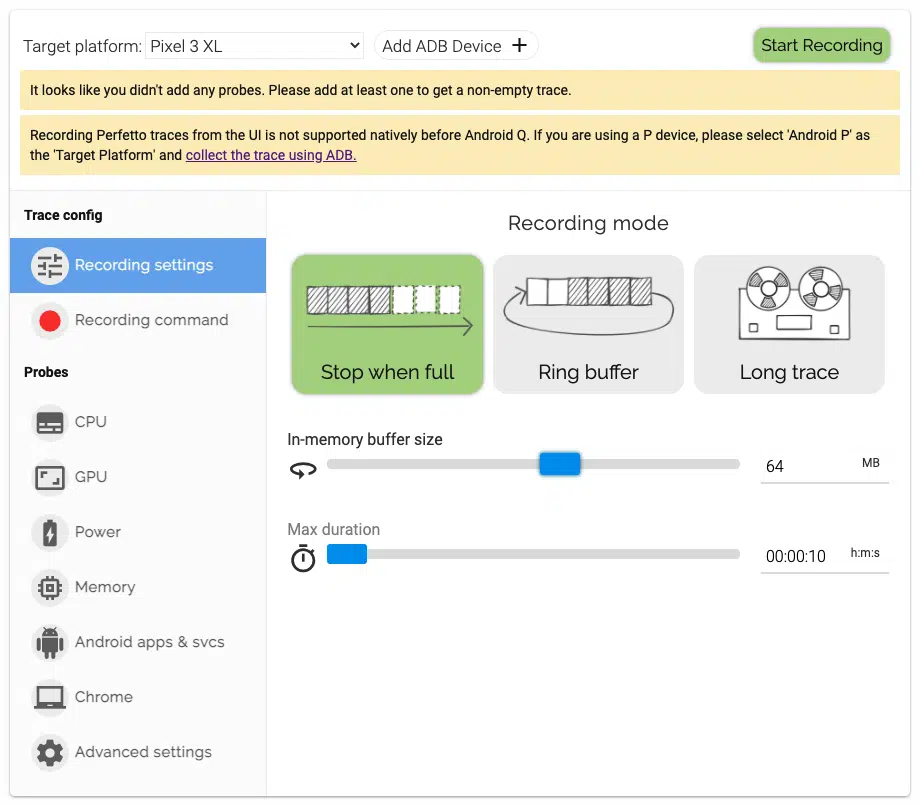 Target platform: Pixel 3 XL Add ADB Device + Start Recording
It looks like you didn't add any probes. Please add at least one to get a non-empty trace.
Recording Perfetto traces from the UI is not supported natively before Android Q. If you are using a P device, please select 'Android P' as
the 'Target Platform' and collect the trace using ADB.
Trace config
Recording settings
Recording command
Probes
CPU
GPU
Power
Memory
Android apps & svcs
Chrome
Advanced settings
Recording mode
Stop when full Ring buffer Long trace
In-memory buffer size
64 MB
Max duration
00:00:10 h:m:s